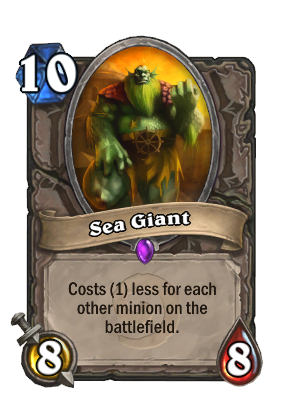 10
Sea Giant
Costs (1) less for each
other minion on the
battlefield.
8
8